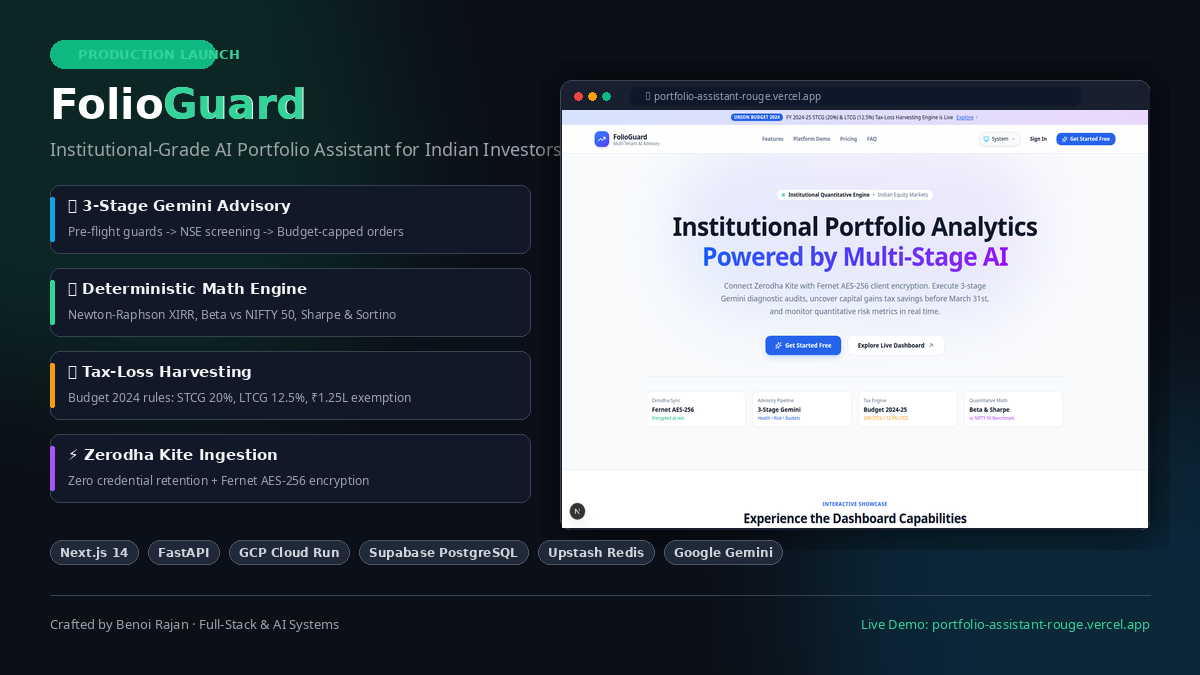 PRODUCTION LAUNCH
FolioGuard
Institutional-Grade AI Portfolio Assistant for Indian Investors
3-Stage Gemini Advisory
Pre-flight guards -> NSE screening -> Budget-capped orders
Deterministic Math Engine
Newton-Raphson XIRR, Beta vs NIFTY 50, Sharpe & Sortino
Tax-Loss Harvesting
Budget 2024 rules: STCG 20%, LTCG 12.5%, ₹1.25L exemption
⚡ Zerodha Kite Ingestion
Zero credential retention + Fernet AES-256 encryption
portfolio-assistant-rouge.vercel.app
UNION BUDGET 2024 FY 2024-25 STCG (20%) & LTCG (12.5%) Tax-Loss Harvesting Engine is Live Explore ›
FolioGuard
Multi-Tenant AI Advisory
Features Platform Demo Pricing FAQ System Sign In Get Started Free
Institutional Quantitative Engine • Indian Equity Markets
Institutional Portfolio Analytics
Powered by Multi-Stage AI
Connect Zerodha Kite with Fernet AES-256 client encryption. Execute 3-stage
Gemini diagnostic audits, uncover capital gains tax savings before March 31st,
and monitor quantitative risk metrics in real time.
Get Started Free Explore Live Dashboard
Zerodha Sync
Fernet AES-256
Encrypted at rest
Advisory Pipeline
3-Stage Gemini
Health • Risk • Baskets
Tax Engine
Budget 2024-25
20% STCG / 12.5% LTCG
Quantitative Math
Beta & Sharpe
vs NIFTY 50 Benchmark
INTERACTIVE SHOWCASE
Experience the Dashboard Capabilities
N
Next.js 14 FastAPI GCP Cloud Run Supabase PostgreSQL Upstash Redis Google Gemini
Crafted by Benoi Rajan · Full-Stack & AI Systems
Live Demo: portfolio-assistant-rouge.vercel.app